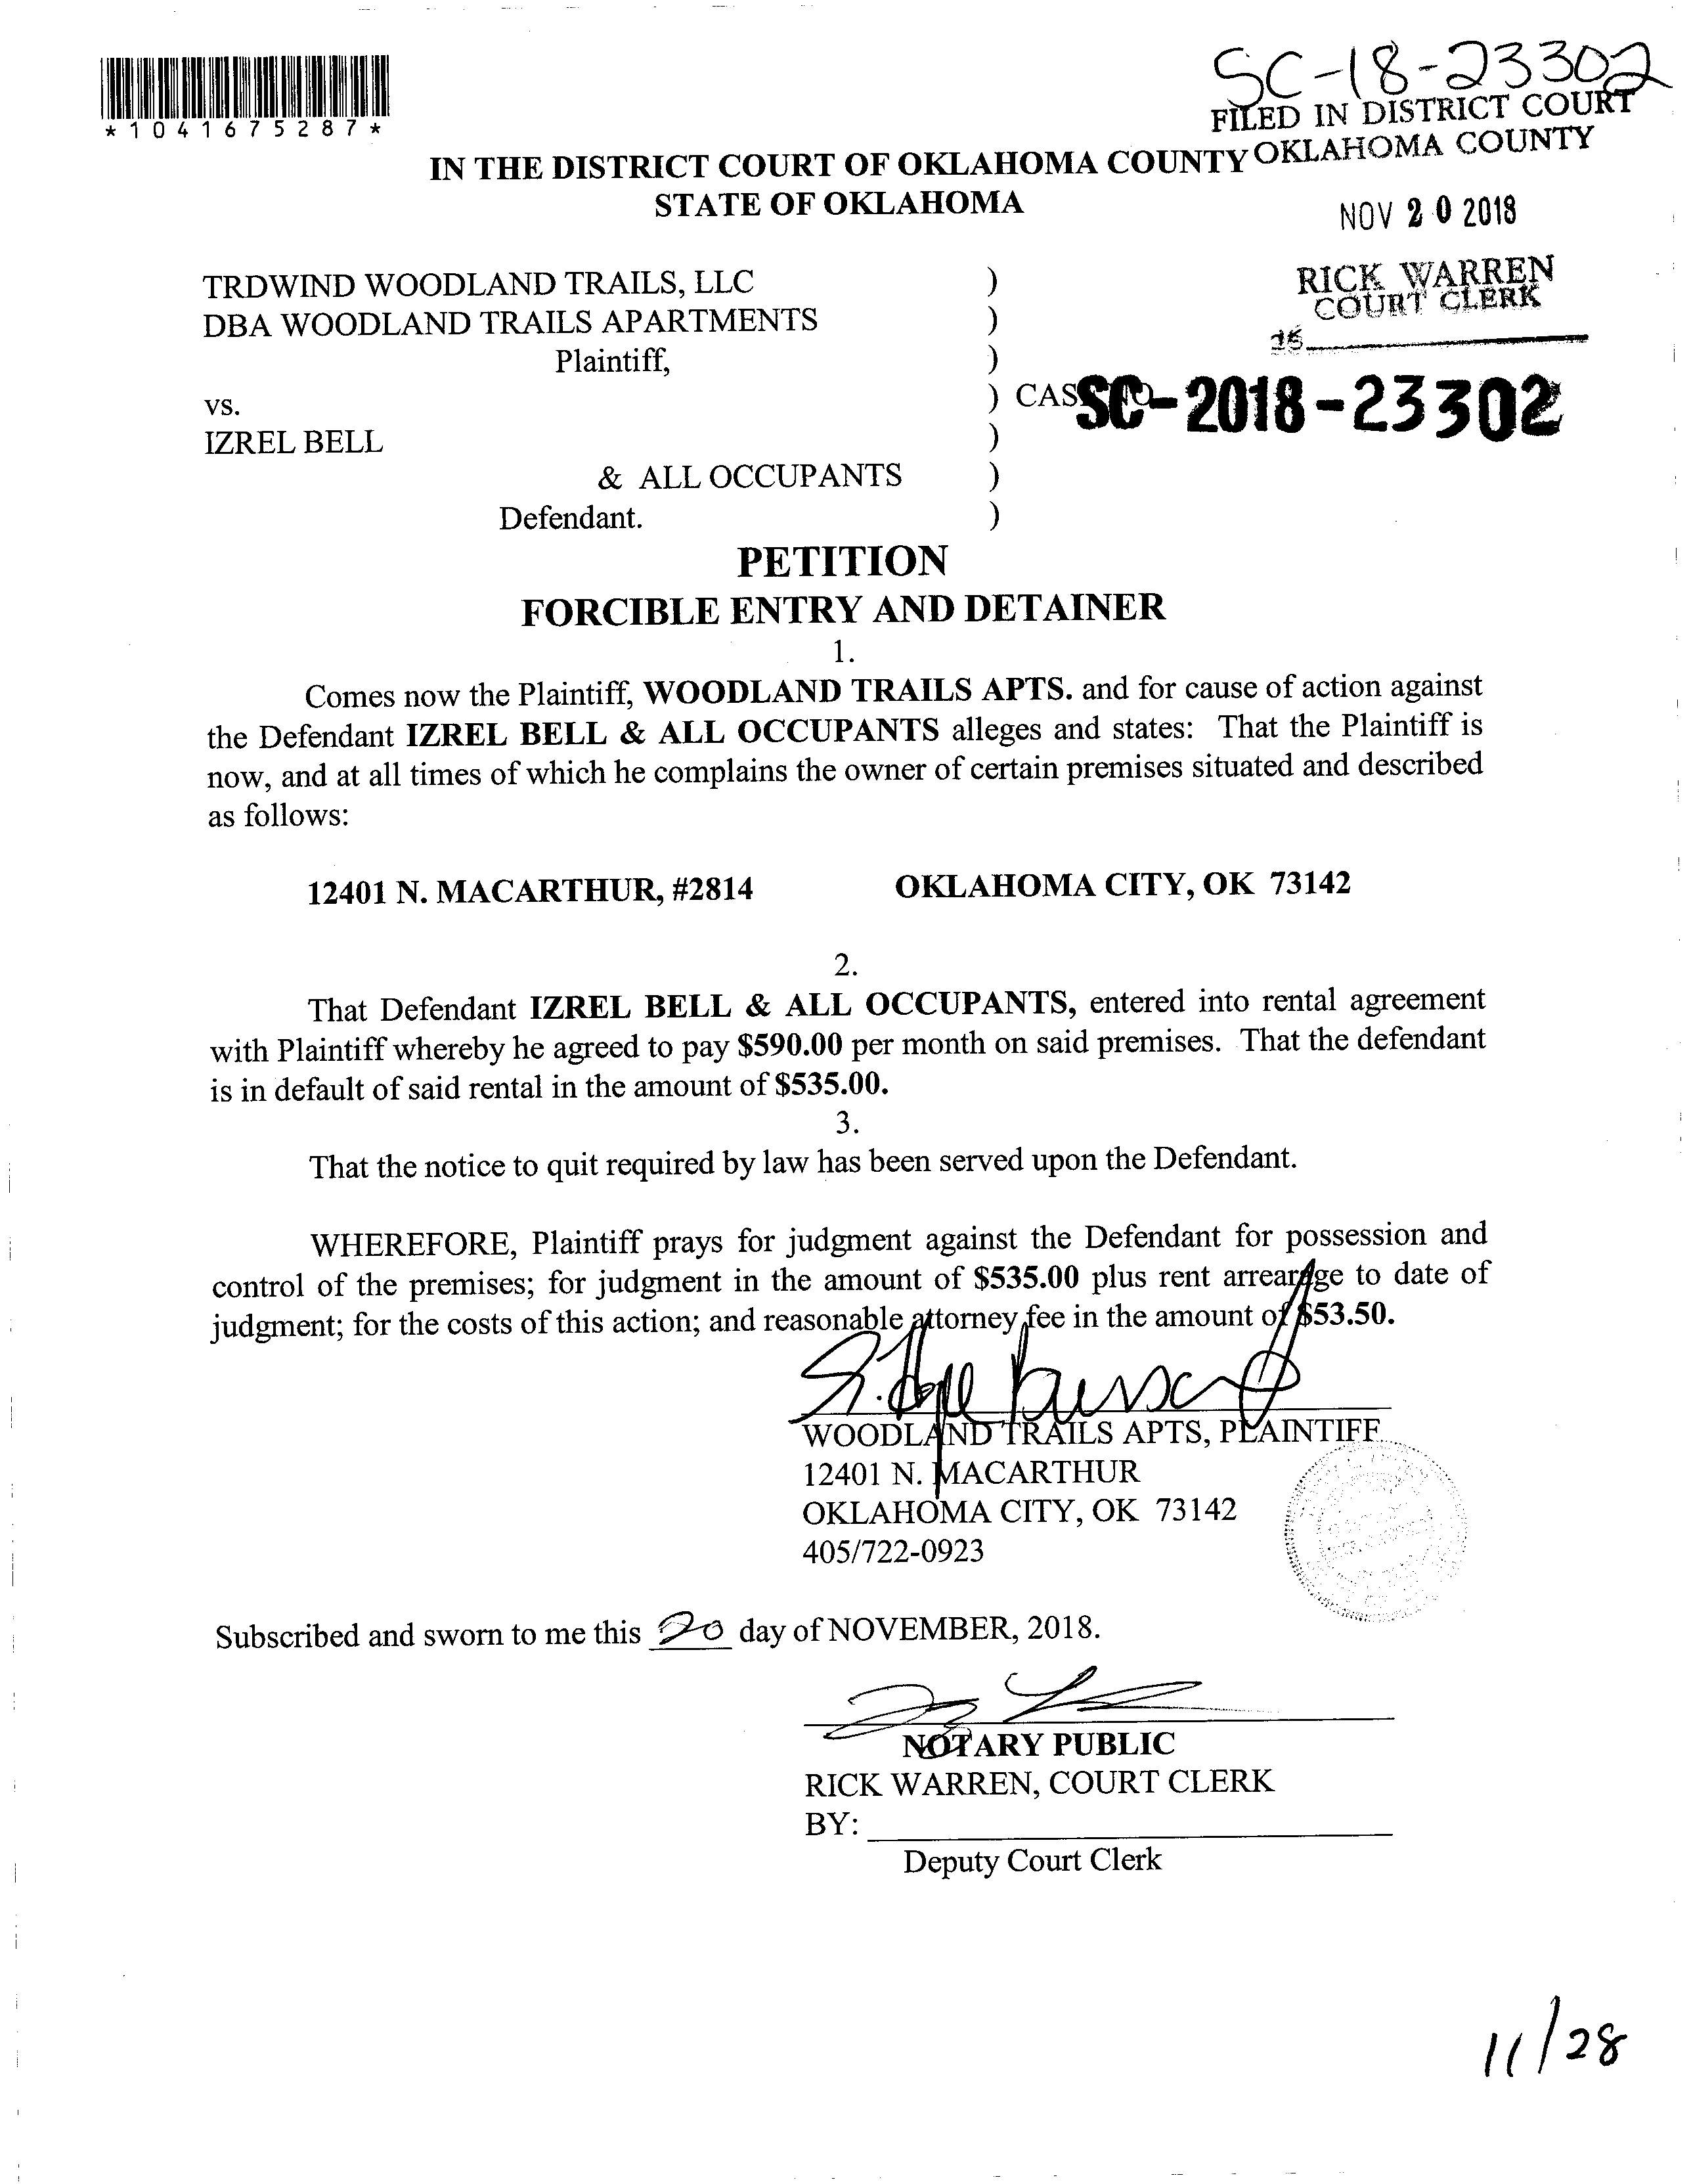 SC-18-23302
*1041675287*
FILED IN DISTRICT COURT
OKLAHOMA COUNTY
IN THE DISTRICT COURT OF OKLAHOMA COUNTY
STATE OF OKLAHOMA
NOV 20 2018
RICK WARREN
COURT CLERK
TRDWIND WOODLAND TRAILS, LLC )
DBA WOODLAND TRAILS APARTMENTS )
Plaintiff, )
vs. ) CASE NO. SC-2018-23302
IZREL BELL )
& ALL OCCUPANTS )
Defendant. )
PETITION
FORCIBLE ENTRY AND DETAINER
1.
Comes now the Plaintiff, WOODLAND TRAILS APTS. and for cause of action against
the Defendant IZREL BELL & ALL OCCUPANTS alleges and states: That the Plaintiff is
now, and at all times of which he complains the owner of certain premises situated and described
as follows:
12401 N. MACARTHUR, #2814 OKLAHOMA CITY, OK 73142
2.
That Defendant IZREL BELL & ALL OCCUPANTS, entered into rental agreement
with Plaintiff whereby he agreed to pay $590.00 per month on said premises. That the defendant
is in default of said rental in the amount of $535.00.
3.
That the notice to quit required by law has been served upon the Defendant.
WHEREFORE, Plaintiff prays for judgment against the Defendant for possession and
control of the premises; for judgment in the amount of $535.00 plus rent arrearage to date of
judgment; for the costs of this action; and reasonable attorney fee in the amount of $53.50.
WOODLAND TRAILS APTS, PLAINTIFF
12401 N. MACARTHUR
OKLAHOMA CITY, OK 73142
405/722-0923
Subscribed and sworn to me this 20 day of NOVEMBER, 2018.
NOTARY PUBLIC
RICK WARREN, COURT CLERK
BY:
Deputy Court Clerk
11/28